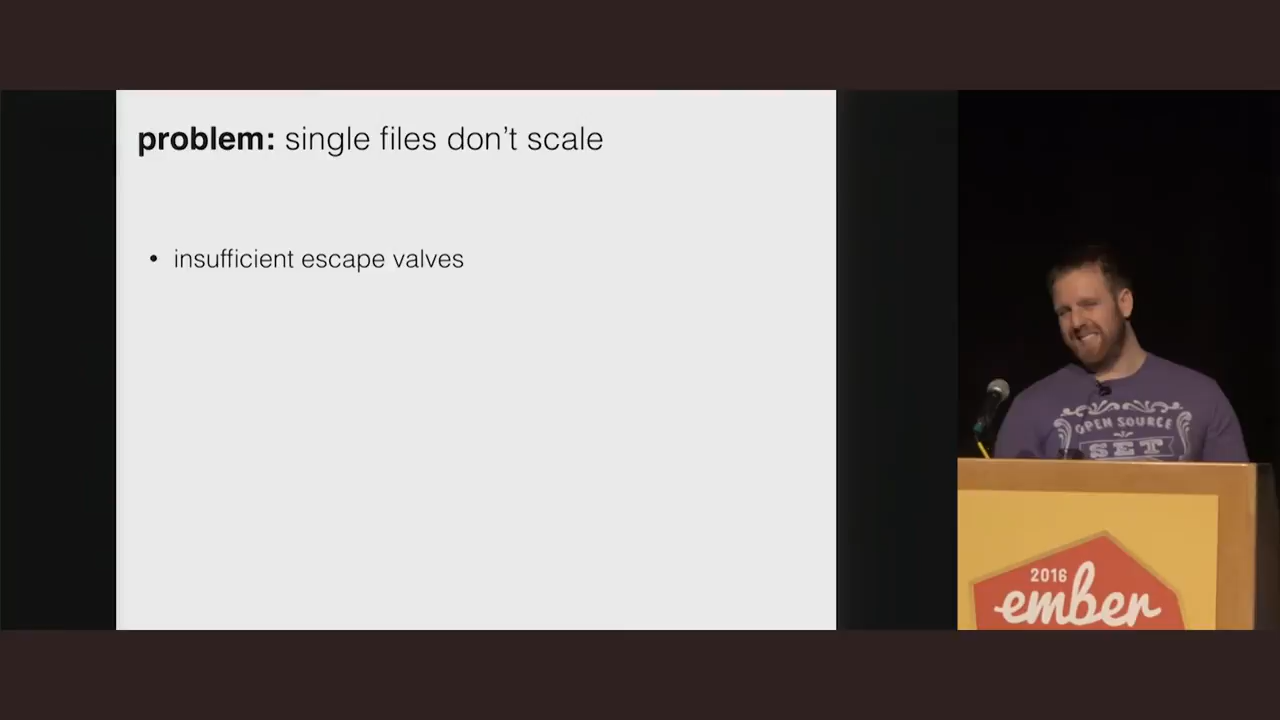 problem: single files don't scale
• insufficient escape valves
OPEN SOURCE
SET
2016
ember